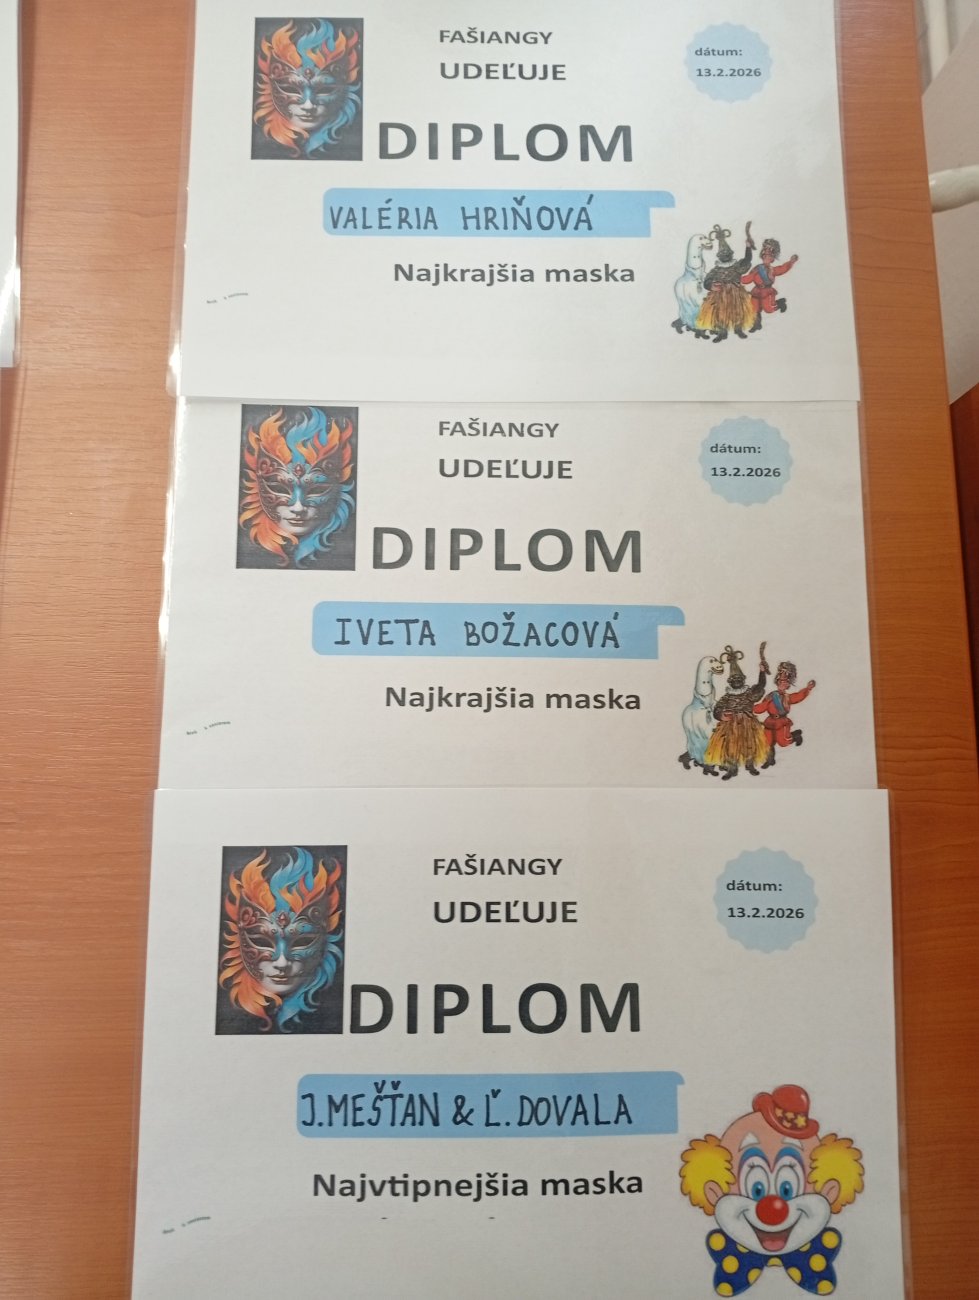 FAŠIANGY
UDEĽUJE
dátum:
13.2.2026
DIPLOM
VALÉRIA HRIŇOVÁ
Najkrajšia maska
FAŠIANGY
UDEĽUJE
dátum:
13.2.2026
DIPLOM
IVETA BOŽACOVÁ
Najkrajšia maska
FAŠIANGY
UDEĽUJE
dátum:
13.2.2026
DIPLOM
J.MEŠŤAN & Ľ.DOVALA
Najvtipnejšia maska